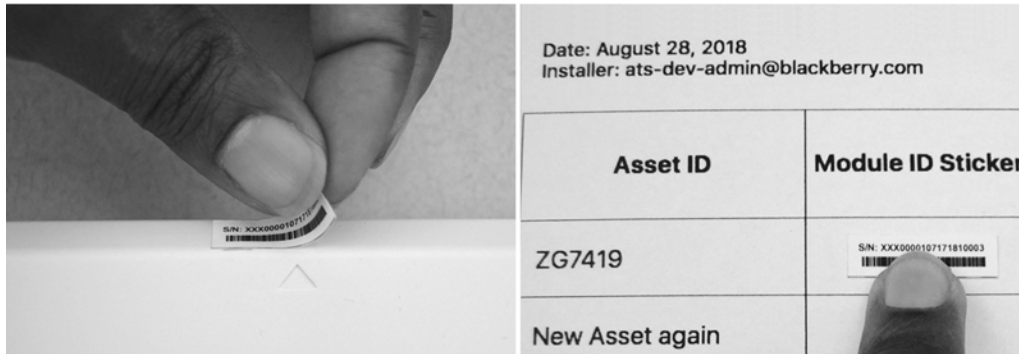 S/N: XXX00001071718
Date: August 28, 2018
Installer: ats-dev-admin@blackberry.com
Asset ID
Module ID Sticker
ZG7419
S/N: XXX0000107171810003
New Asset again